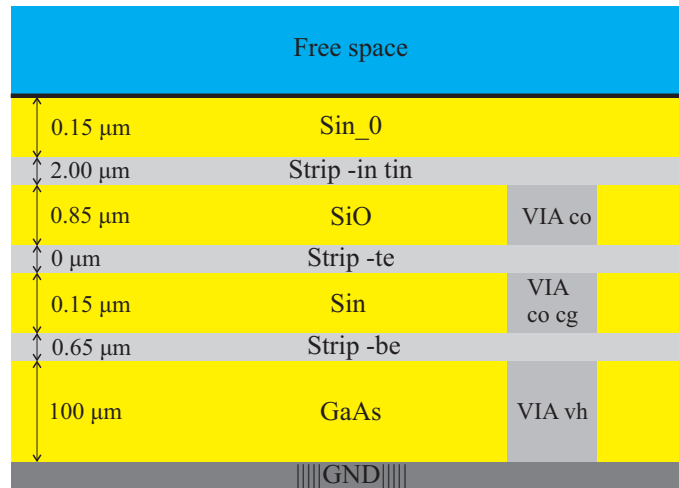 Free space
0.15 μm Sin_0
2.00 μm Strip -in tin
0.85 μm SiO VIA co
0 μm Strip -te
0.15 μm Sin VIA
co cg
0.65 μm Strip -be
100 μm GaAs VIA vh
|||||GND|||||